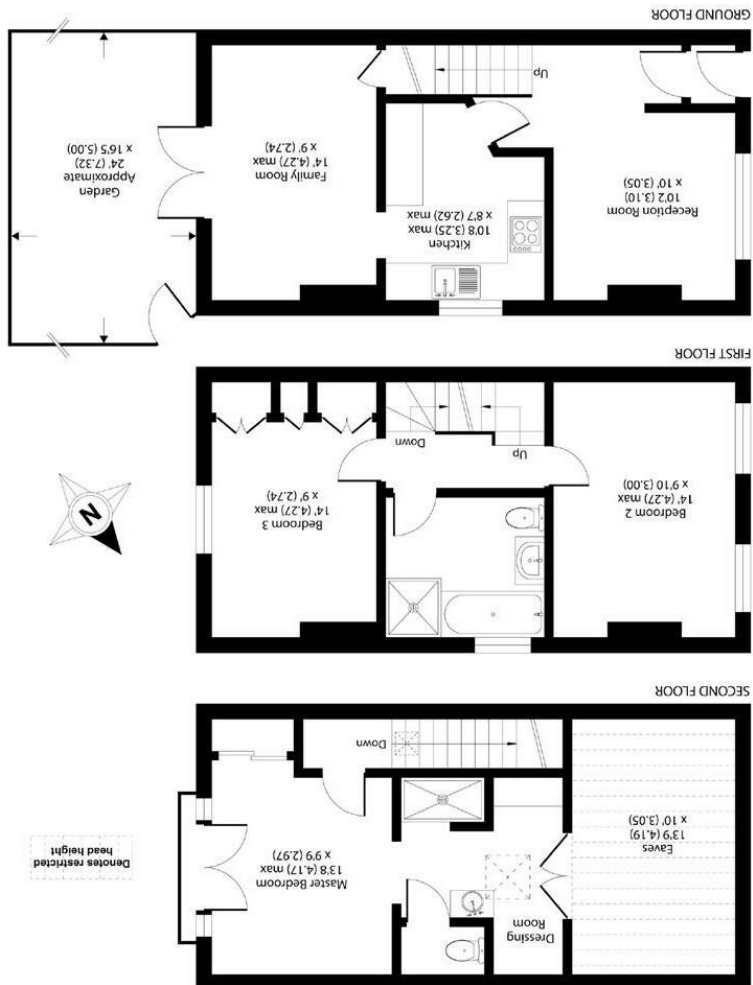 Dressing
Room
Eaves
13'9 (4.19)
x 10' (3.05)
Master Bedroom
13'8 (4.17) max
x 9'9 (2.97)
Denotes restricted
head height
Down
SECOND FLOOR
Bedroom 2
14' (4.27) max
x 9'10 (3.00)
Bedroom 3
14' (4.27) max
x 9' (2.74)
N
Up
Down
FIRST FLOOR
Kitchen
10'8 (3.25) max
x 8'7 (2.62) max
Reception Room
10'2 (3.10)
x 10' (3.05)
Family Room
14' (4.27) max
x 9' (2.74)
Garden
Approximate
24' (7.32)
x 16'5 (5.00)
Up
GROUND FLOOR